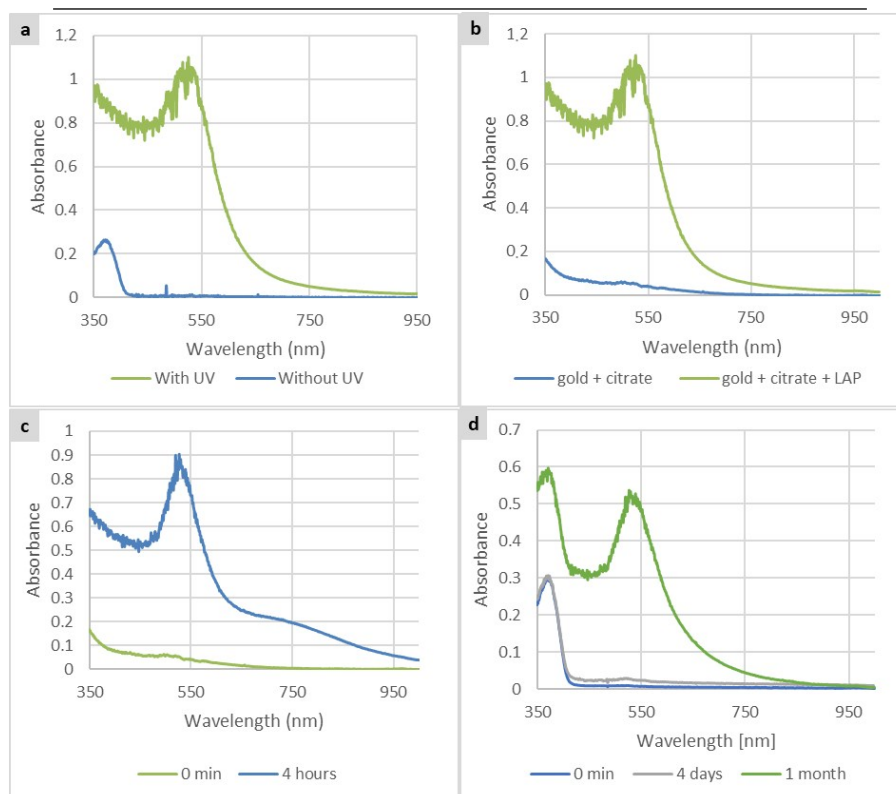 a
1,2
1
0.8
0.6
0.4
0.2
0
350 550 750 950
Absorbance
Wavelength (nm)
With UV Without UV
b
1,2
1
0.8
0.6
0.4
0.2
0
350 550 750 950
Absorbance
Wavelength (nm)
gold + citrate gold + citrate + LAP
c
1
0.9
0.8
0.7
0.6
0.5
0.4
0.3
0.2
0.1
0
350 550 750 950
Absorbance
Wavelength (nm)
0 min 4 hours
d
0.7
0.6
0.5
0.4
0.3
0.2
0.1
0
350 550 750 950
Absorbance
Wavelength [nm]
0 min 4 days 1 month